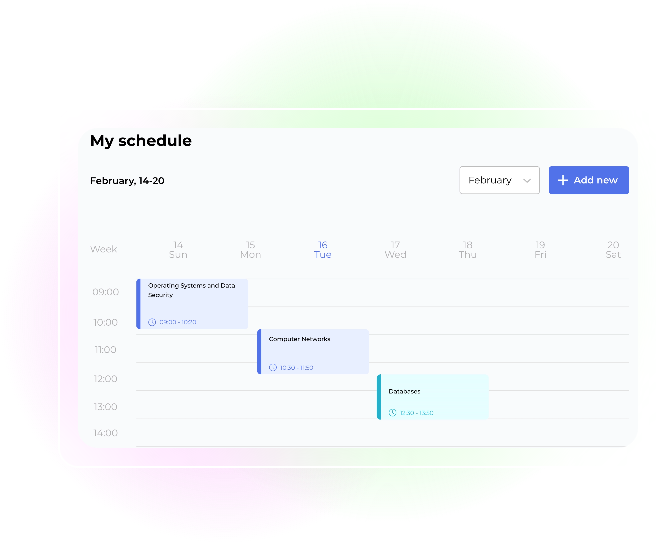 My schedule
February, 14-20
February
Add new
Week
14
Sun
15
Mon
16
Tue
17
Wed
18
Thu
19
Fri
20
Sat
09:00
Operating Systems and Data
Security
09:00 - 10:20
10:00
Computer Networks
11:00
10:30 - 11:50
12:00
Databases
13:00
12:30 - 13:50
14:00